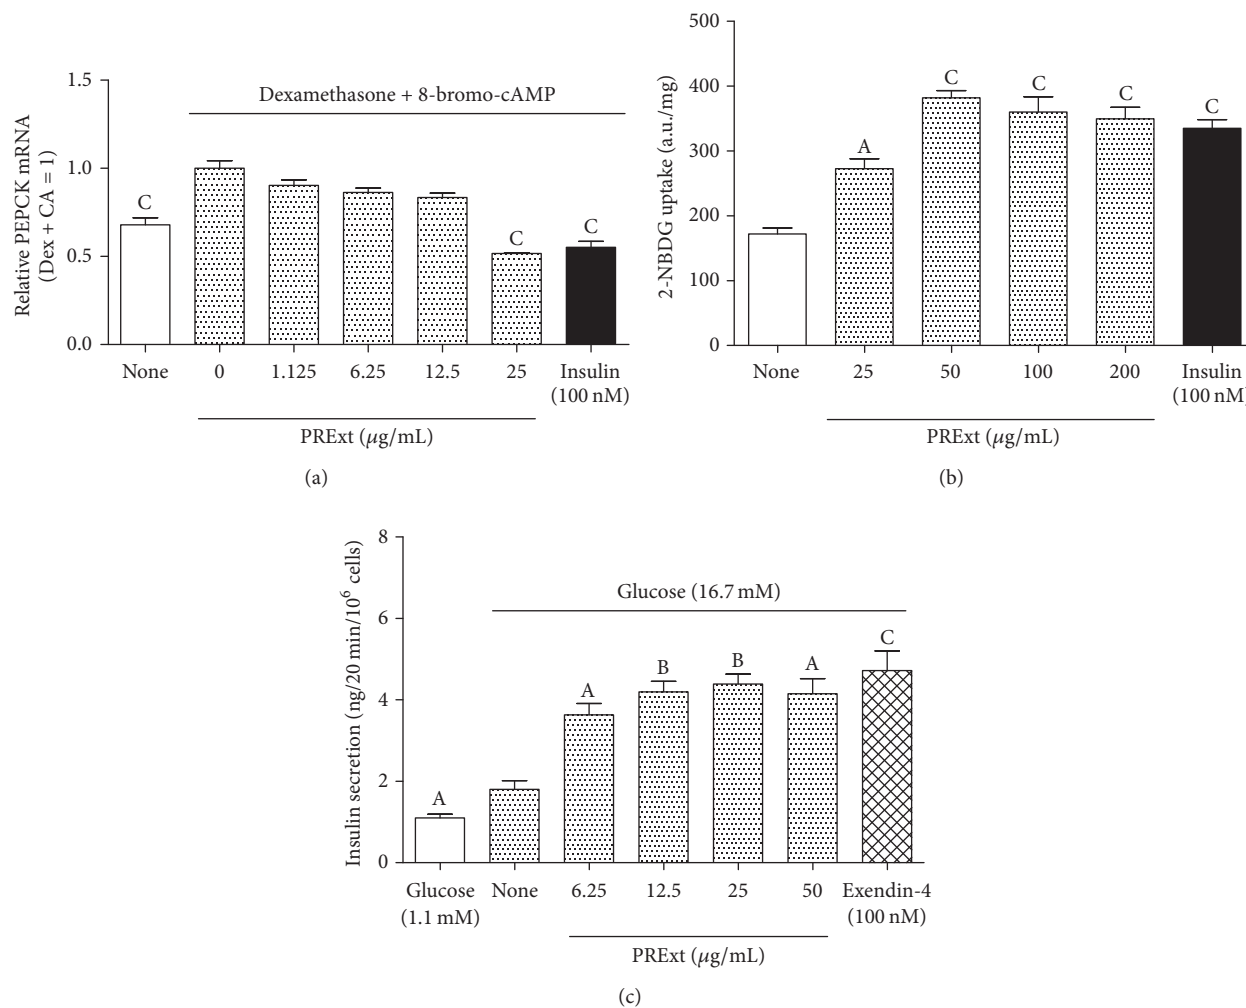 Relative PEPCK mRNA
(Dex + CA = 1)
1.5
1.0
0.5
0.0
Dexamethasone + 8-bromo-cAMP
C
C
C
None
0
1.125
6.25
12.5
25
Insulin
(100 nM)
PRExt (μg/mL)
(a)
2-NBDG uptake (a.u./mg)
500
400
300
200
100
0
A
C
C
C
C
None
25
50
100
200
Insulin
(100 nM)
PRExt (μg/mL)
(b)
Insulin secretion (ng/20 min/10⁶ cells)
8
6
4
2
0
Glucose (16.7 mM)
A
A
B
B
A
C
Glucose
(1.1 mM)
None
6.25
12.5
25
50
Exendin-4
(100 nM)
PRExt (μg/mL)
(c)